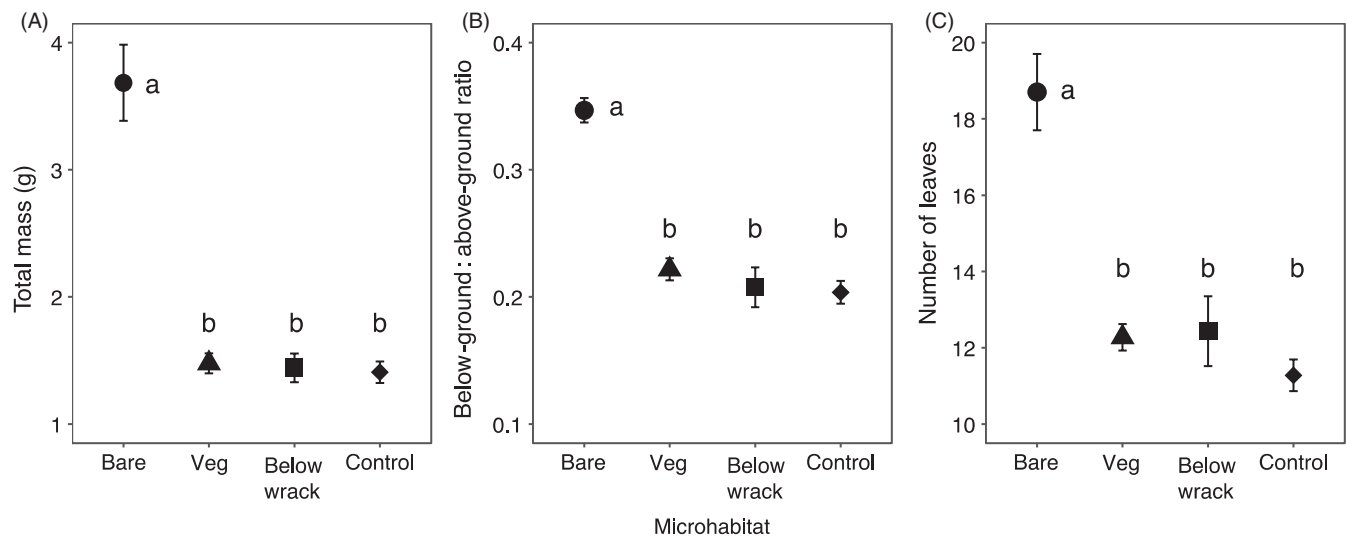 (A)
Total mass (g)
4
3
2
1
a
b
b
b
Bare
Veg
Below
wrack
Control
(B)
Below-ground : above-ground ratio
0.4
0.3
0.2
0.1
a
b
b
b
Bare
Veg
Below
wrack
Control
(C)
Number of leaves
20
18
16
14
12
10
a
b
b
b
Bare
Veg
Below
wrack
Control
Microhabitat